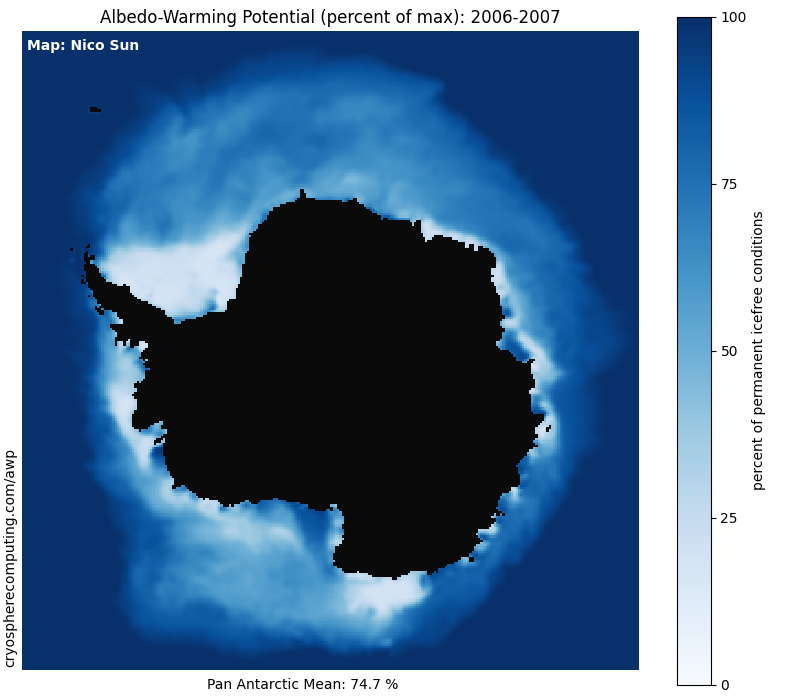 Albedo-Warming Potential (percent of max): 2006-2007
Map: Nico Sun
cryospherecomputing.com/awp
Pan Antarctic Mean: 74.7 %
100
75
50
25
0
percent of permanent icefree conditions